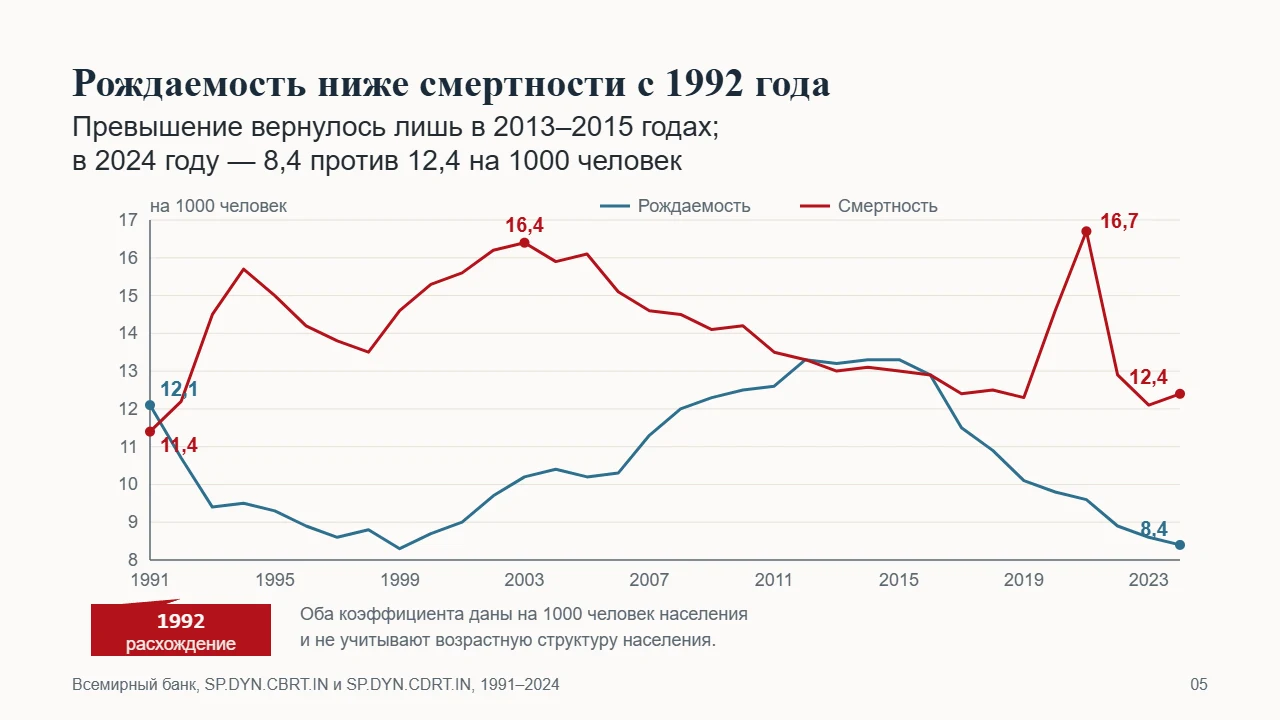 Рождаемость ниже смертности с 1992 года
Превышение вернулось лишь в 2013–2015 годах;
в 2024 году — 8,4 против 12,4 на 1000 человек
на 1000 человек
Рождаемость
Смертность
17
16
15
14
13
12
11
10
9
8
16,4
16,7
12,1
11,4
12,4
8,4
1991
1995
1999
2003
2007
2011
2015
2019
2023
1992
расхождение
Оба коэффициента даны на 1000 человек населения
и не учитывают возрастную структуру населения.
Всемирный банк, SP.DYN.CBRT.IN и SP.DYN.CDRT.IN, 1991–2024
05